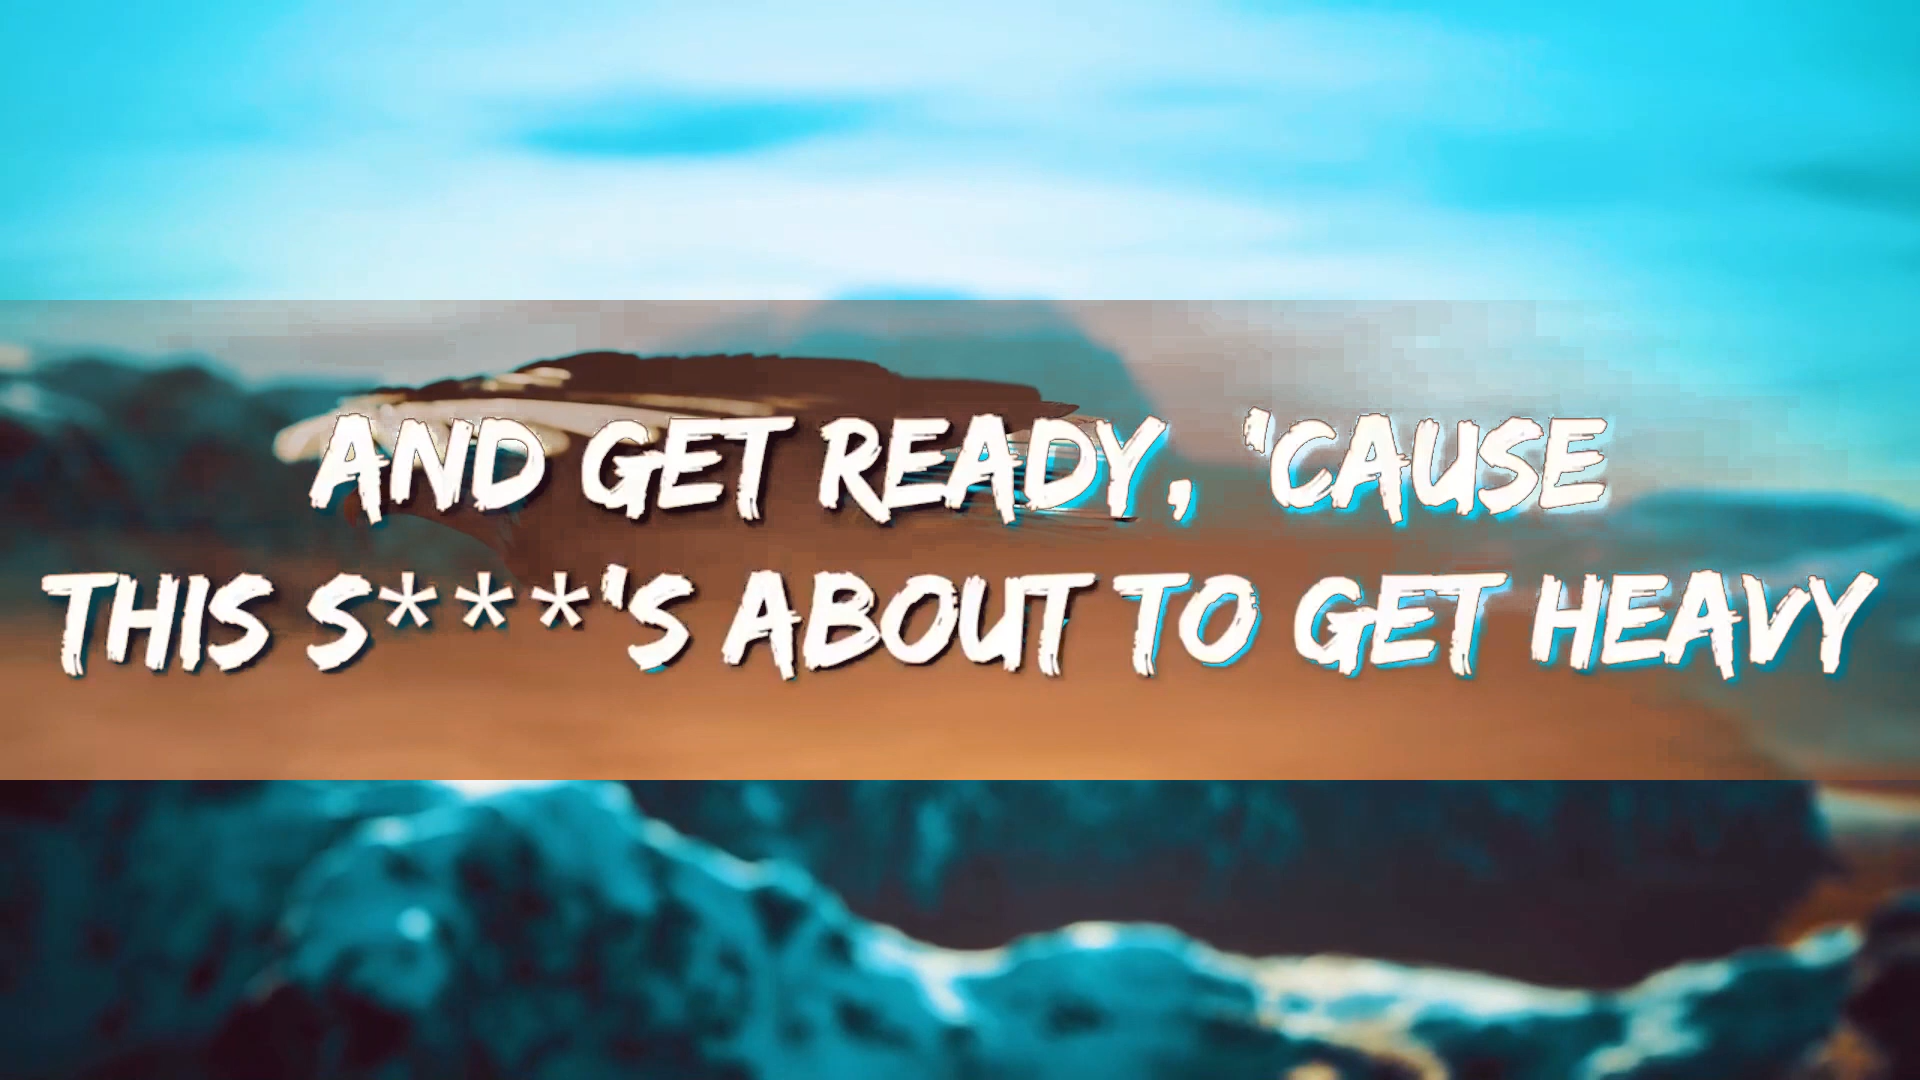 AND GET READY, 'CAUSE
THIS S***'S ABOUT TO GET HEAVY